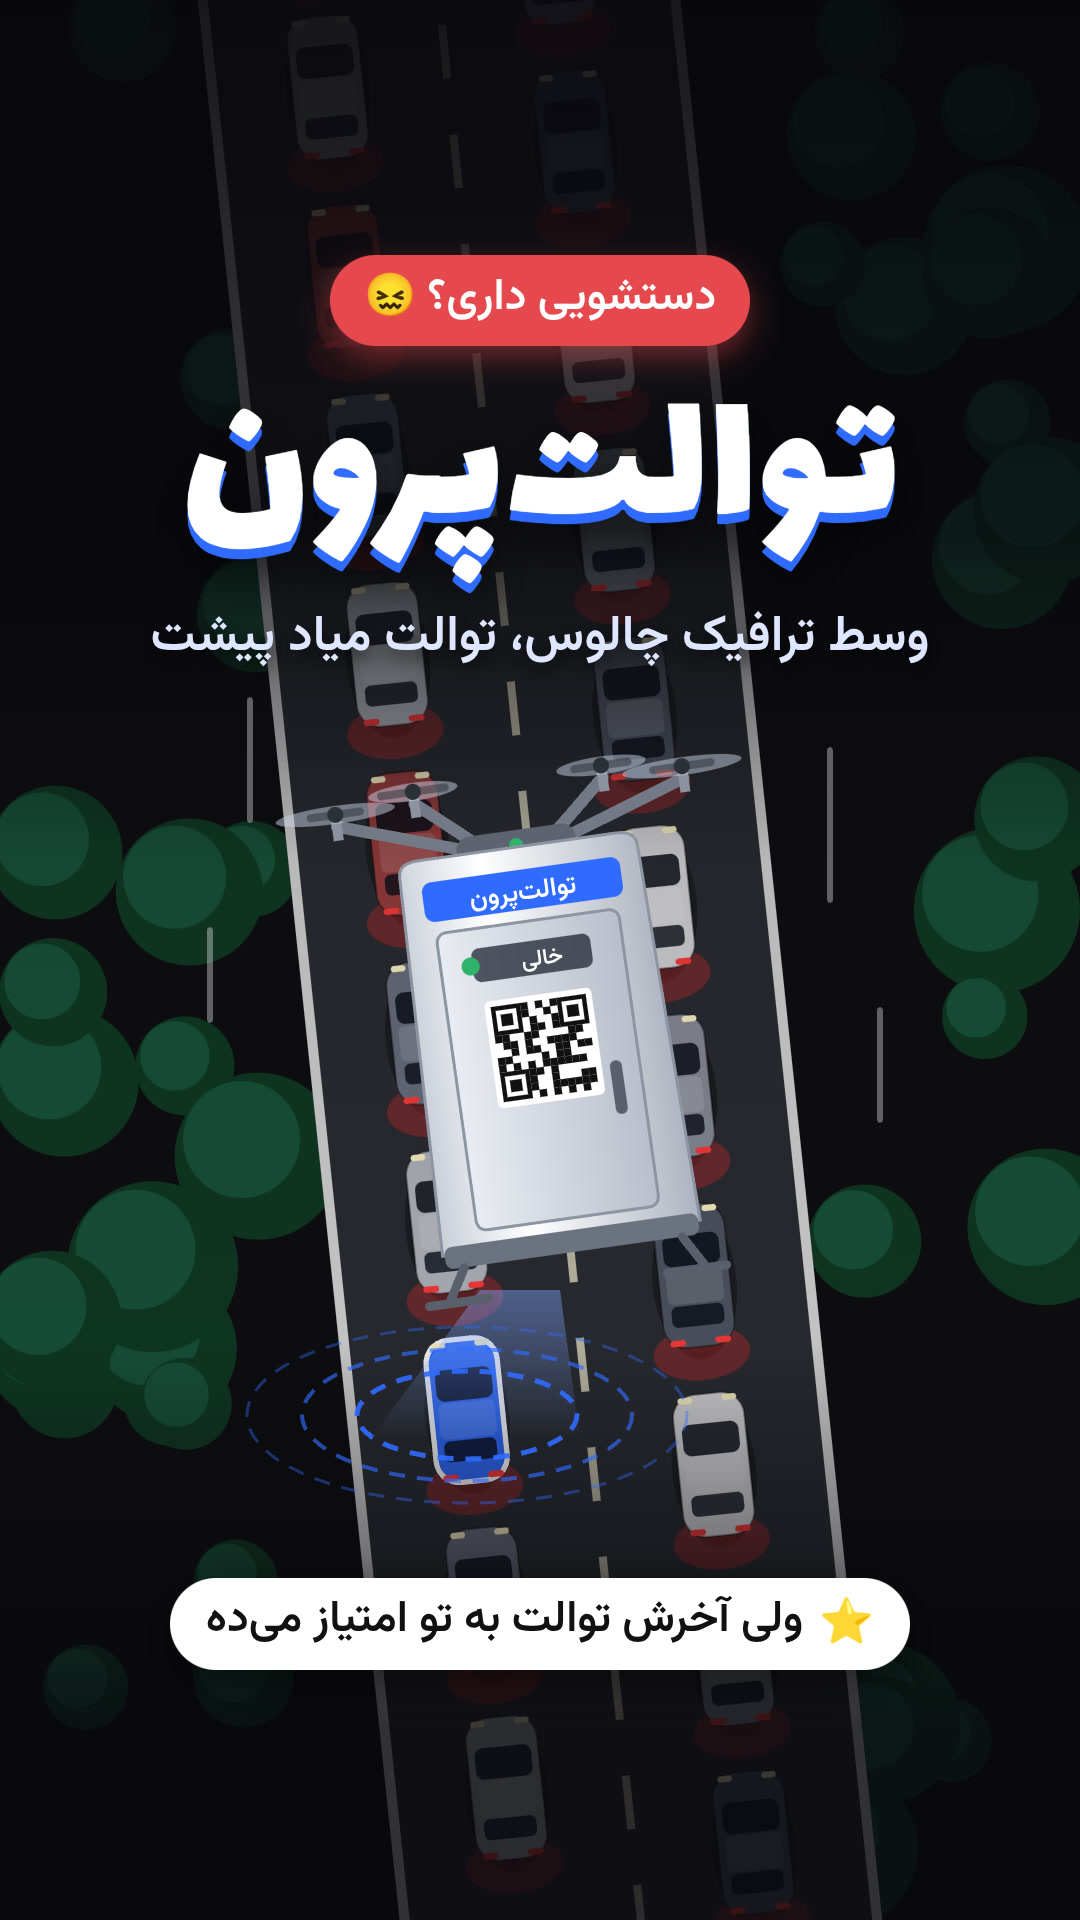 دستشویی داری؟ 😖
توالت‌پرون
وسط ترافیک چالوس، توالت میاد پیشت
توالت‌پرون
خالی
⭐ ولی آخرش توالت به تو امتیاز می‌ده